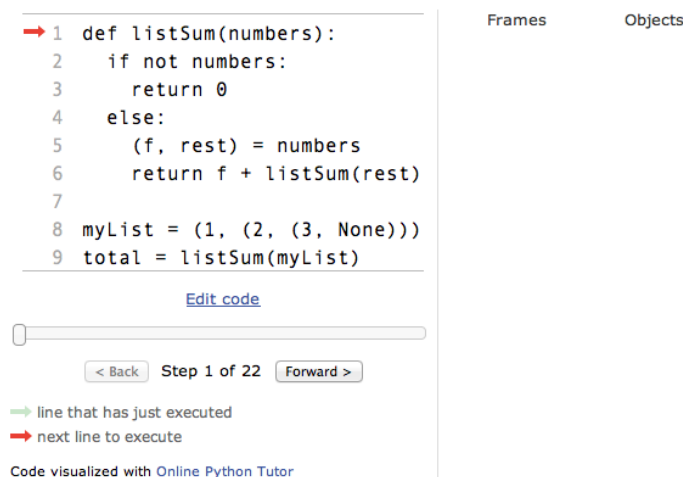 1 def listSum(numbers):
2   if not numbers:
3     return 0
4   else:
5     (f, rest) = numbers
6     return f + listSum(rest)
7
8 myList = (1, (2, (3, None)))
9 total = listSum(myList)
Edit code
< Back Step 1 of 22 Forward >
line that has just executed
next line to execute
Code visualized with Online Python Tutor
Frames Objects